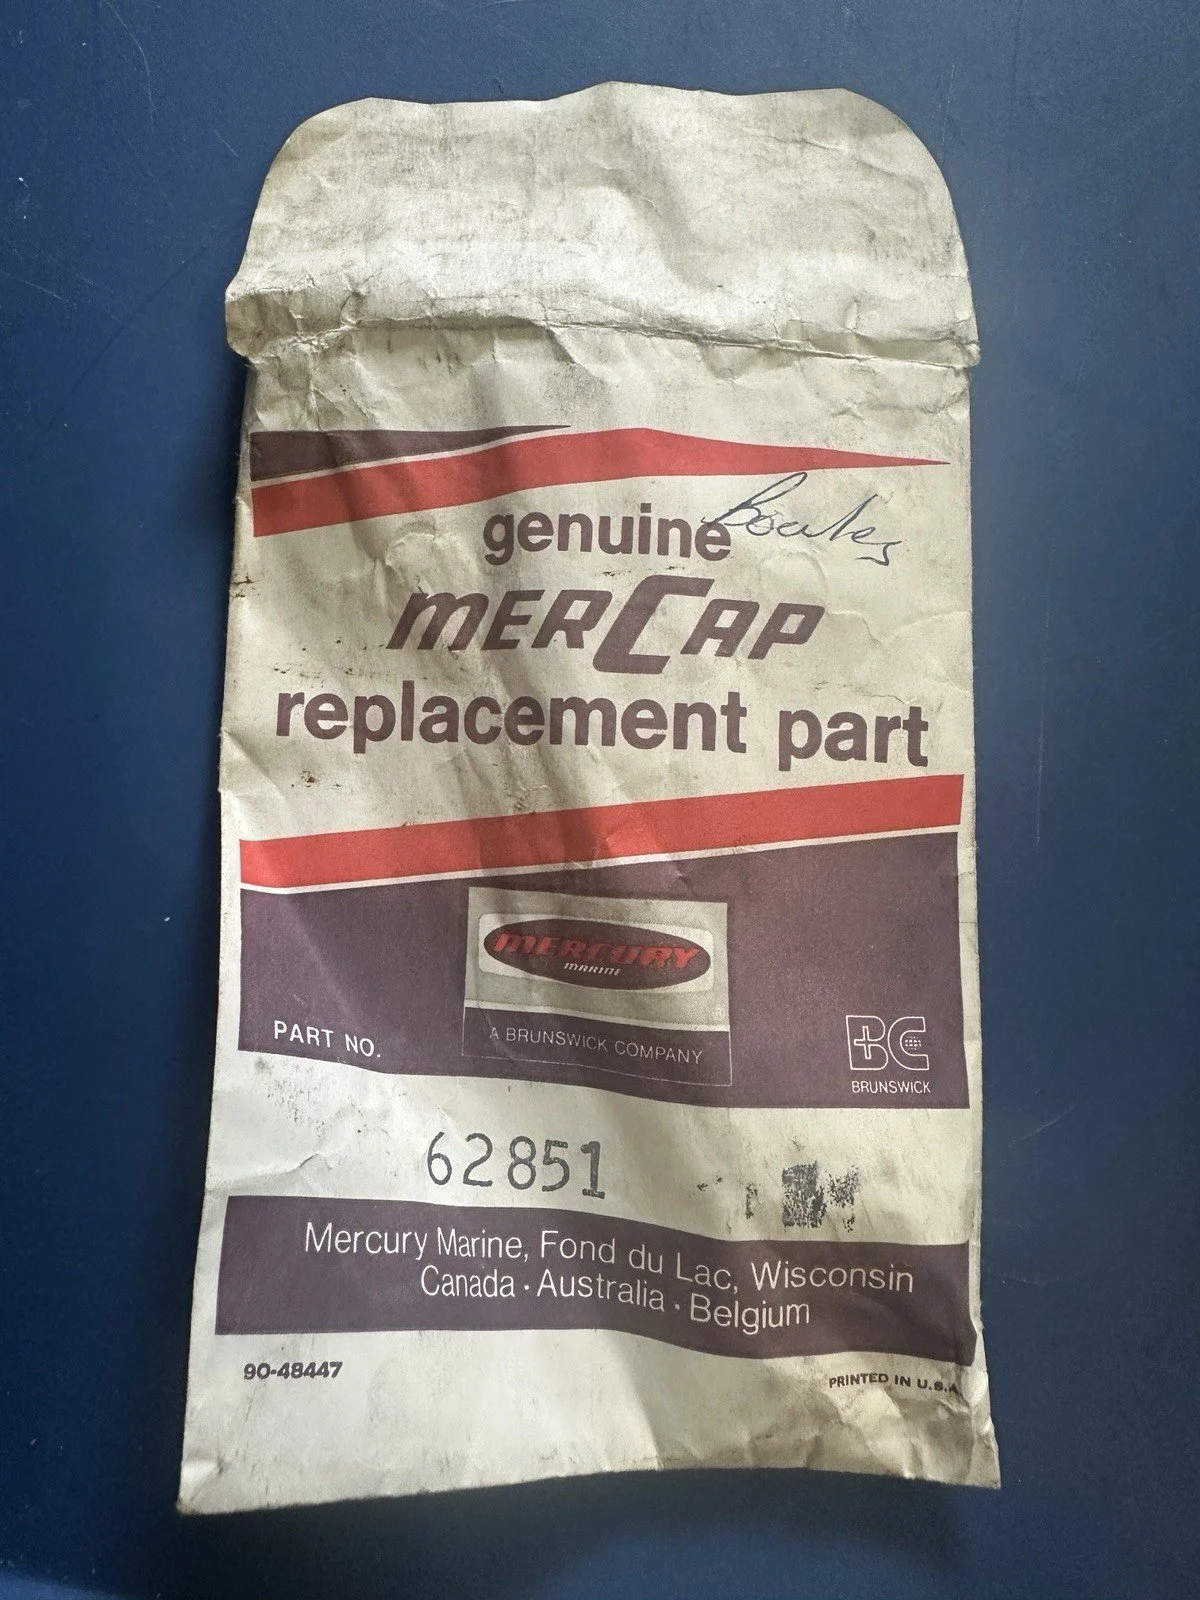 genuine
MERCAP
replacement part
MERCURY
MARINE
A BRUNSWICK COMPANY
PART NO.
BC
BRUNSWICK
62851
Mercury Marine, Fond du Lac, Wisconsin
Canada · Australia · Belgium
90-48447
PRINTED IN U.S.A.